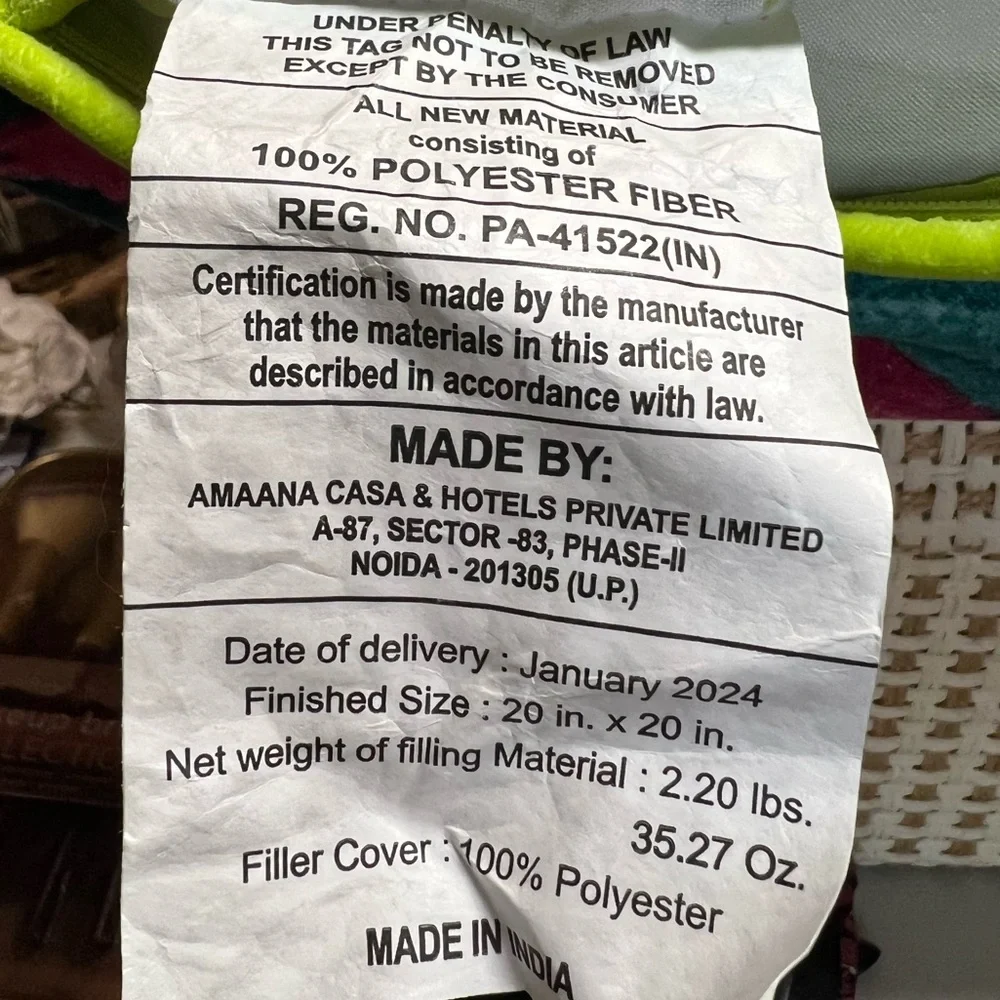 UNDER PENALTY OF LAW
THIS TAG NOT TO BE REMOVED
EXCEPT BY THE CONSUMER
ALL NEW MATERIAL
consisting of
100% POLYESTER FIBER
REG. NO. PA-41522(IN)
Certification is made by the manufacturer
that the materials in this article are
described in accordance with law.
MADE BY:
AMAANA CASA & HOTELS PRIVATE LIMITED
A-87, SECTOR -83, PHASE-II
NOIDA - 201305 (U.P.)
Date of delivery : January 2024
Finished Size : 20 in. x 20 in.
Net weight of filling Material : 2.20 lbs.
35.27 Oz.
Filler Cover : 100% Polyester
MADE IN INDIA